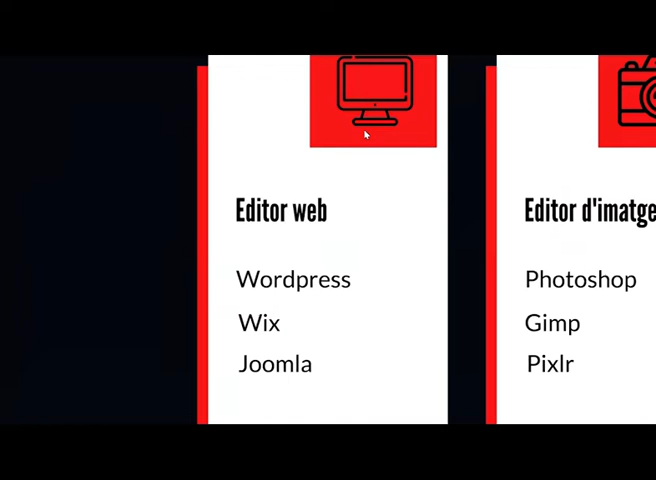 Editor web
Wordpress
Wix
Joomla
Editor d'imatge
Photoshop
Gimp
Pixlr